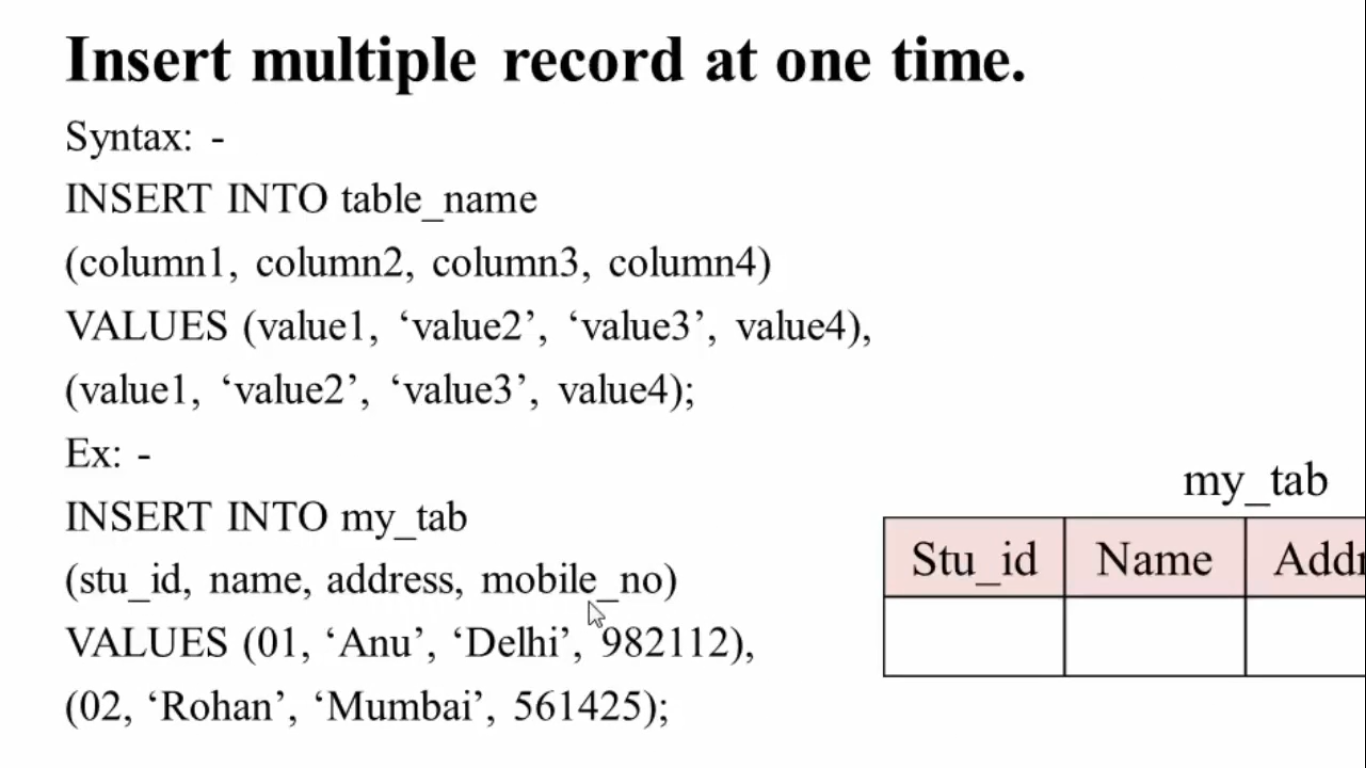 Insert multiple record at one time.
Syntax: -
INSERT INTO table_name
(column1, column2, column3, column4)
VALUES (value1, ‘value2’, ‘value3’, value4),
(value1, ‘value2’, ‘value3’, value4);
Ex: -
INSERT INTO my_tab
(stu_id, name, address, mobile_no)
VALUES (01, ‘Anu’, ‘Delhi’, 982112),
(02, ‘Rohan’, ‘Mumbai’, 561425);
my_tab
Stu_id Name